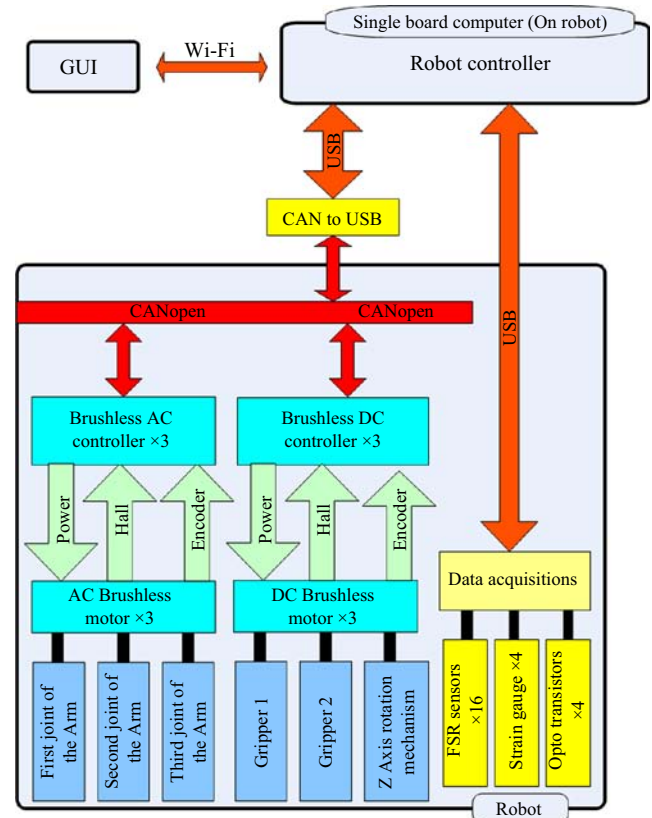 Single board computer (On robot)
GUI
Wi-Fi
Robot controller
USB
USB
CAN to USB
CANopen
CANopen
Brushless AC
controller ×3
Brushless DC
controller ×3
Power
Hall
Encoder
Power
Hall
Encoder
AC Brushless
motor ×3
DC Brushless
motor ×3
Data acquisitions
First joint of
the Arm
Second joint of
the Arm
Third joint of
the Arm
Gripper 1
Gripper 2
Z Axis rotation
mechanism
FSR sensors
×16
Strain gauge ×4
Opto transistors
×4
Robot